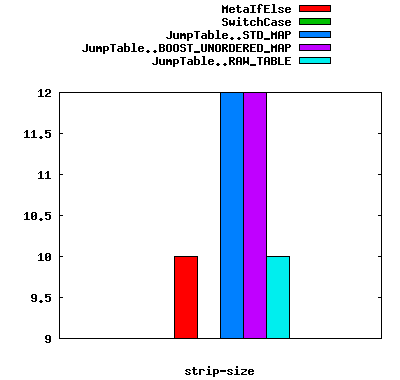 MetaIfElse
SwitchCase
JumpTable..STD_MAP
JumpTable..BOOST_UNORDERED_MAP
JumpTable..RAW_TABLE
12
11.5
11
10.5
10
9.5
9
strip-size